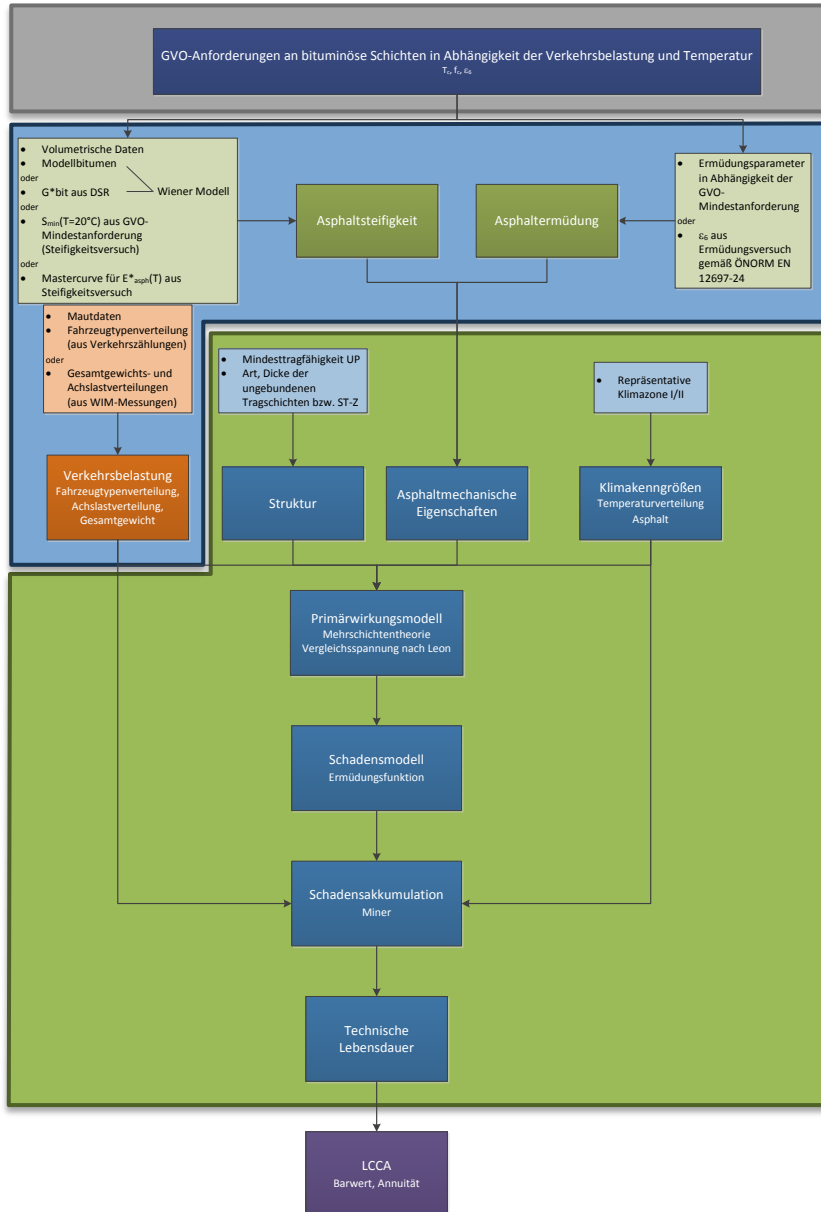 GVO-Anforderungen an bituminöse Schichten in Abhängigkeit der Verkehrsbelastung und Temperatur
Tc, fc, ε6
• Volumetrische Daten
• Modellbitumen
oder
• G*bit aus DSR
Wiener Modell
oder
• Smin(T=20°C) aus GVO-
Mindestanforderung
(Steifigkeitsversuch)
oder
• Mastercurve für E*asph(T) aus
Steifigkeitsversuch
Asphaltsteifigkeit
Asphaltermüdung
• Ermüdungsparameter
in Abhängigkeit der
GVO-
Mindestanforderung
oder
• ε6 aus
Ermüdungsversuch
gemäß ÖNORM EN
12697-24
• Mautdaten
• Fahrzeugtypenverteilung
(aus Verkehrszählungen)
oder
• Gesamtgewichts- und
Achslastverteilungen
(aus WIM-Messungen)
• Mindesttragfähigkeit UP
• Art, Dicke der
ungebundenen
Tragschichten bzw. ST-Z
• Repräsentative
Klimazone I/II
Verkehrsbelastung
Fahrzeugtypenverteilung,
Achslastverteilung,
Gesamtgewicht
Struktur
Asphaltmechanische
Eigenschaften
Klimakenngrößen
Temperaturverteilung
Asphalt
Primärwirkungsmodell
Mehrschichtentheorie
Vergleichsspannung nach Leon
Schadensmodell
Ermüdungsfunktion
Schadensakkumulation
Miner
Technische
Lebensdauer
LCCA
Barwert, Annuität